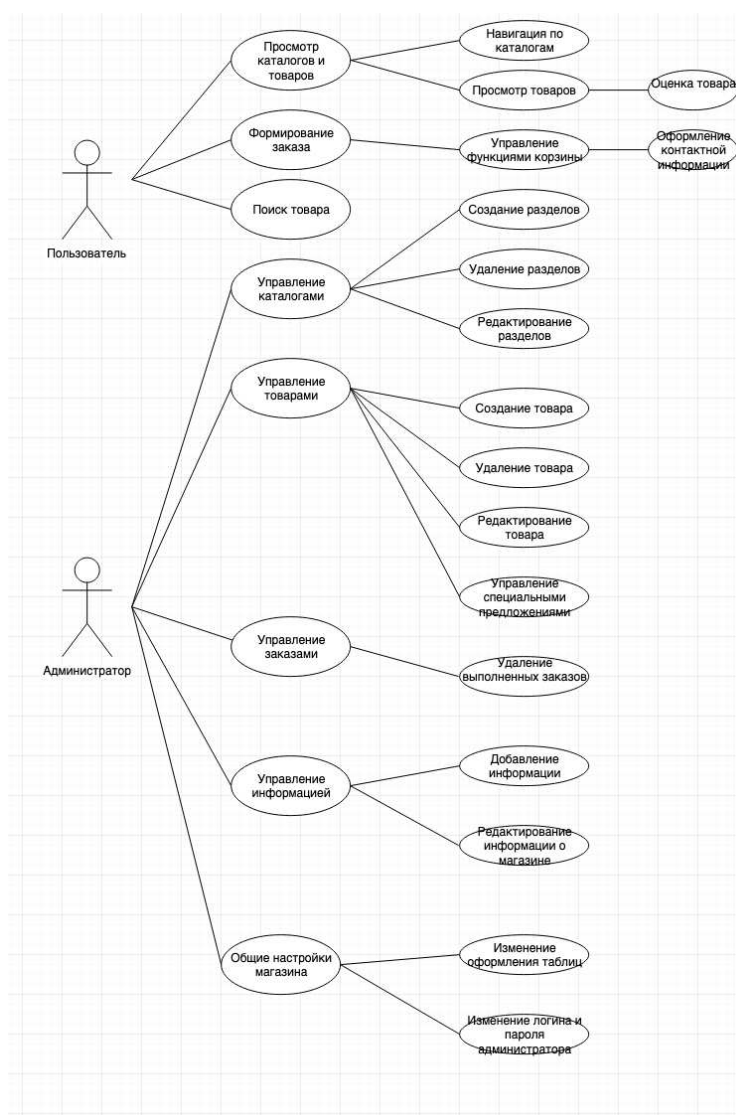 Просмотр
каталогов и
товаров
Навигация по
каталогам
Просмотр товаров
Оценка товара
Формирование
заказа
Управление
функциями корзины
Оформление
контактной
информации
Поиск товара
Пользователь
Создание разделов
Управление
каталогами
Удаление разделов
Редактирование
разделов
Управление
товарами
Создание товара
Удаление товара
Редактирование
товара
Управление
специальными
предложениями
Администратор
Управление
заказами
Удаление
выполненных заказов
Управление
информацией
Добавление
информации
Редактирование
информации о
магазине
Общие настройки
магазина
Изменение
оформления таблиц
Изменение логина и
пароля
администратора